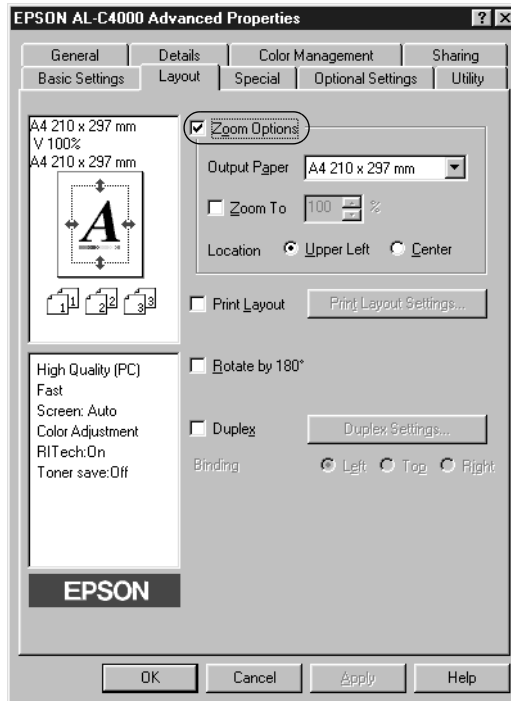 EPSON AL-C4000 Advanced Properties
General Details Color Management Sharing
Basic Settings Layout Special Optional Settings Utility
A4 210 x 297 mm
V 100%
A4 210 x 297 mm
A
1 1 2 2 3 3
Zoom Options
Output Paper A4 210 x 297 mm
Zoom To 100 %
Location Upper Left Center
Print Layout Print Layout Settings...
Rotate by 180°
Duplex Duplex Settings...
Binding Left Top Right
High Quality (PC)
Fast
Screen: Auto
Color Adjustment
RITech:On
Toner save:Off
EPSON
OK Cancel Apply Help